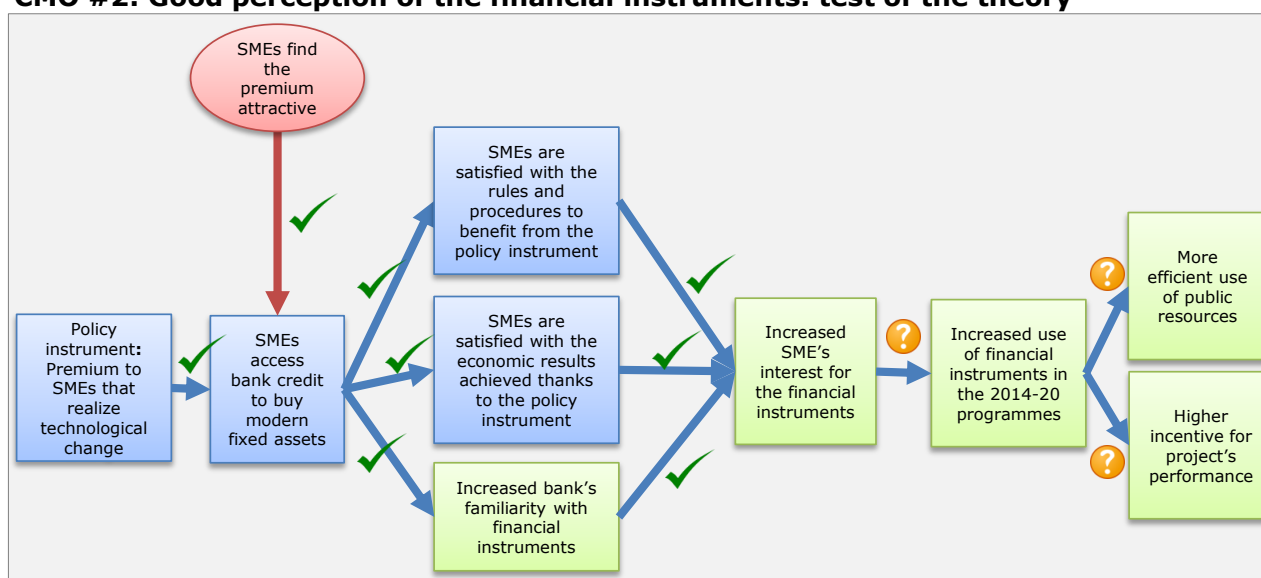 CMO #2: Good perception of the financial instruments: test of the theory
SMEs find
the
premium
attractive
SMEs are
satisfied with the
rules and
procedures to
benefit from the
policy instrument
Policy
instrument:
Premium to
SMEs that
realize
technological
change
SMEs
access
bank credit
to buy
modern
fixed assets
SMEs are
satisfied with the
economic results
achieved thanks
to the policy
instrument
Increased bank's
familiarity with
financial
instruments
Increased
SME's
interest for
the financial
instruments
?
Increased use
of financial
instruments in
the 2014-20
programmes
?
More
efficient use
of public
resources
?
Higher
incentive for
project's
performance